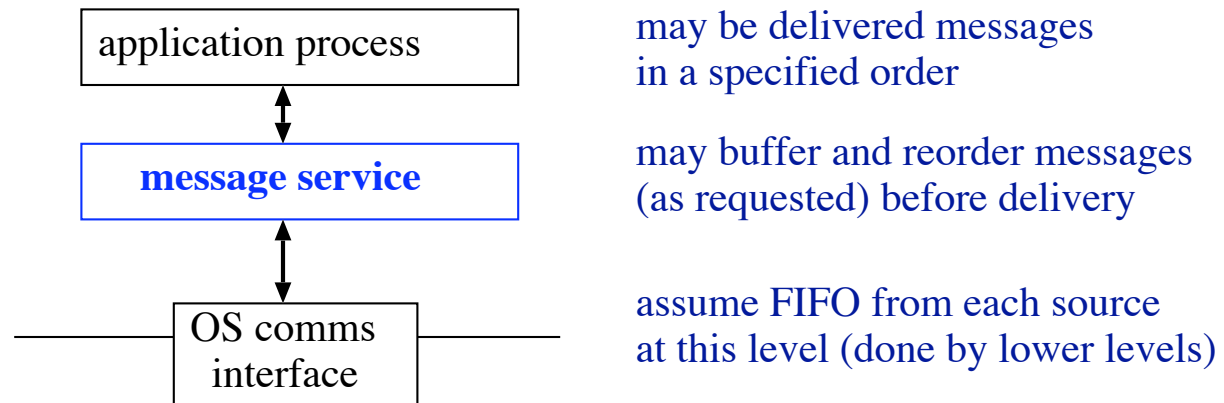 application process
may be delivered messages
in a specified order
message service
may buffer and reorder messages
(as requested) before delivery
OS comms
interface
assume FIFO from each source
at this level (done by lower levels)